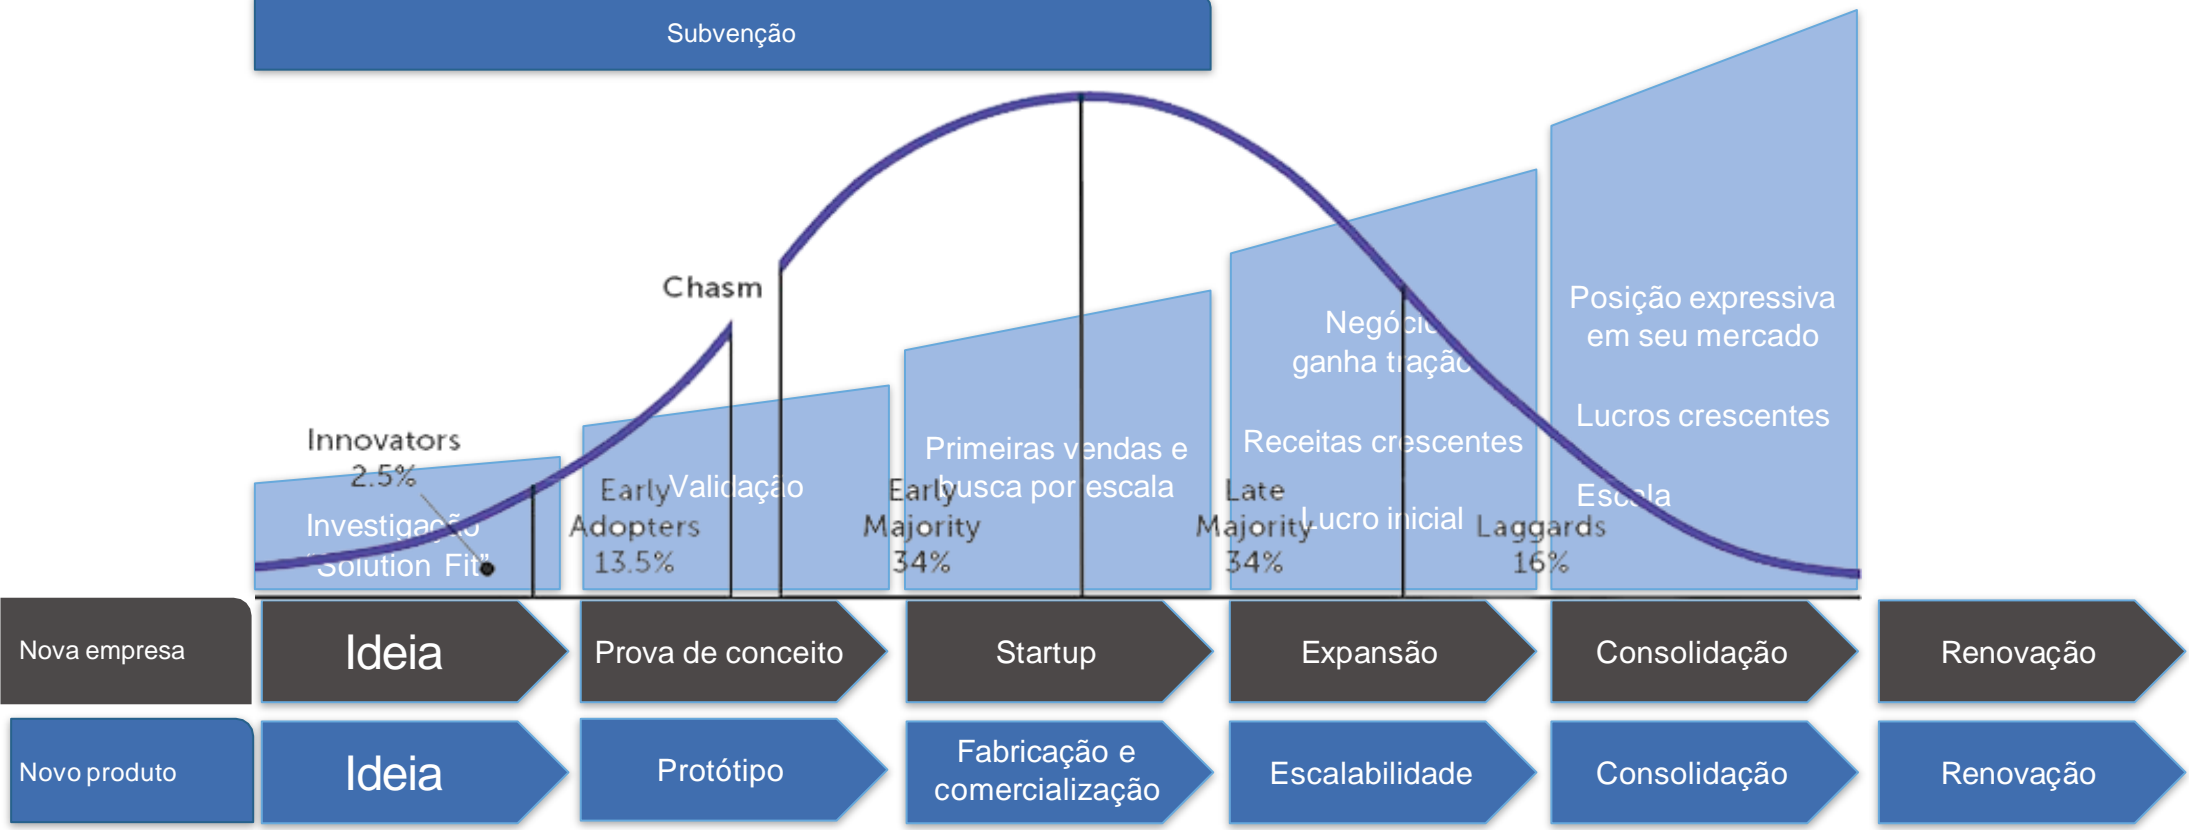 Subvenção
Chasm
Innovators
2.5%
Investigação
“Solution Fit”
Early
Adopters
13.5%
Validação
Early
Majority
34%
Primeiras vendas e
busca por escala
Late
Majority
34%
Negócio
ganha tração
Receitas crescentes
Lucro inicial
Laggards
16%
Posição expressiva
em seu mercado
Lucros crescentes
Escala
Nova empresa
Ideia
Prova de conceito
Startup
Expansão
Consolidação
Renovação
Novo produto
Ideia
Protótipo
Fabricação e
comercialização
Escalabilidade
Consolidação
Renovação